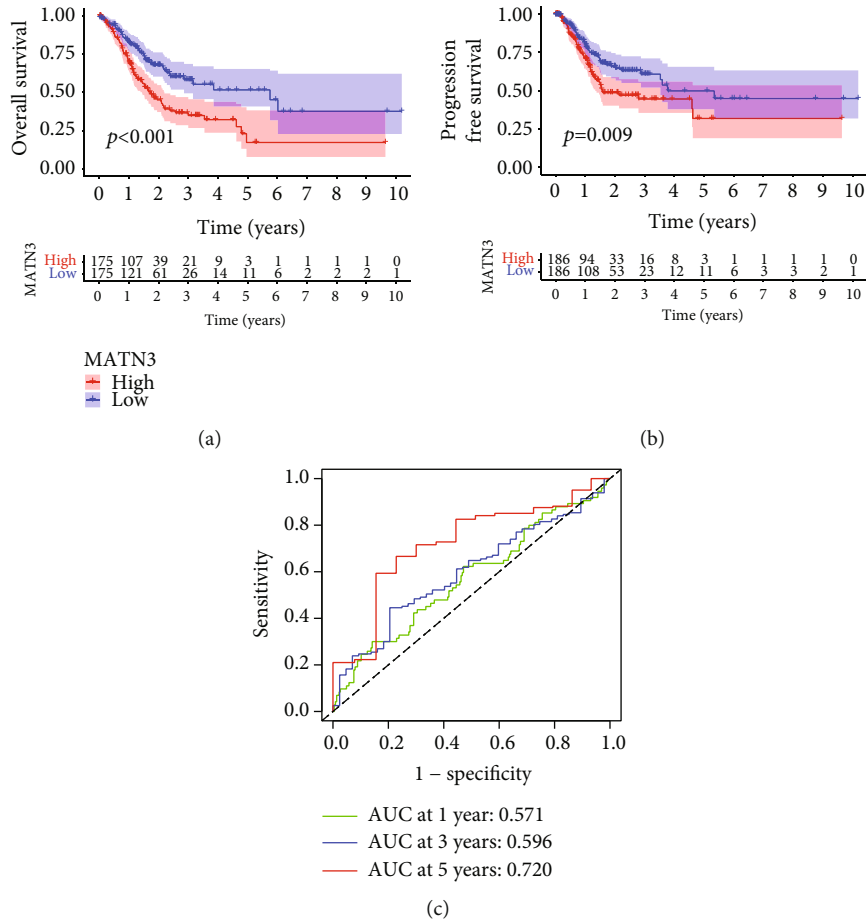 1.00
0.75
0.50
0.25
0.00
Overall survival
p<0.001
0 1 2 3 4 5 6 7 8 9 10
Time (years)
MATN3
High 175 107 39 21 9 3 1 1 1 1 0
Low 175 121 61 26 14 11 6 2 2 2 1
0 1 2 3 4 5 6 7 8 9 10
Time (years)
MATN3
High
Low
(a)
1.00
0.75
0.50
0.25
0.00
Progression
free survival
p=0.009
0 1 2 3 4 5 6 7 8 9 10
Time (years)
MATN3
High 186 94 33 16 8 3 1 1 1 1 0
Low 186 108 53 23 12 11 6 3 3 2 1
0 1 2 3 4 5 6 7 8 9 10
Time (years)
(b)
1.0
0.8
0.6
0.4
0.2
0.0
Sensitivity
0.0 0.2 0.4 0.6 0.8 1.0
1 − specificity
AUC at 1 year: 0.571
AUC at 3 years: 0.596
AUC at 5 years: 0.720
(c)